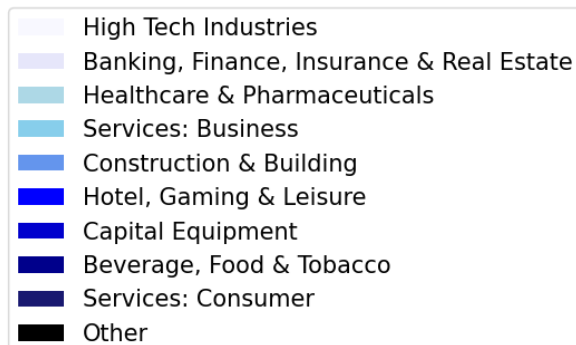 High Tech Industries
Banking, Finance, Insurance & Real Estate
Healthcare & Pharmaceuticals
Services: Business
Construction & Building
Hotel, Gaming & Leisure
Capital Equipment
Beverage, Food & Tobacco
Services: Consumer
Other